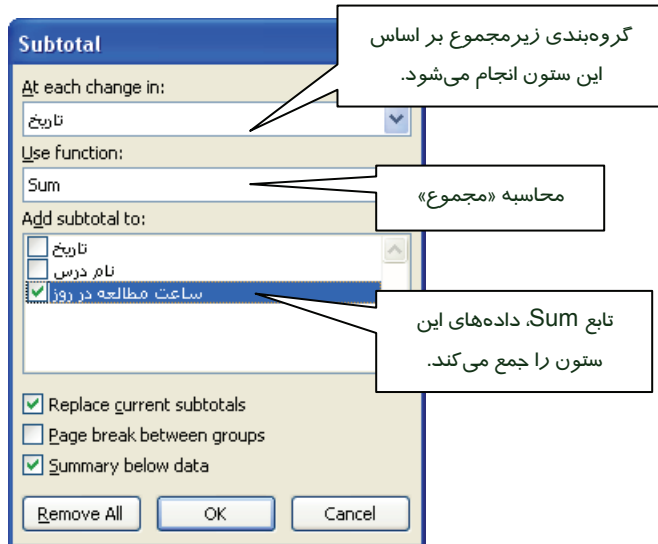 Subtotal
گروه‌بندی زیرمجموع بر اساس
این ستون انجام می‌شود.
At each change in:
تاریخ
Use function:
Sum
محاسبه «مجموع»
Add subtotal to:
تاریخ
نام درس
ساعت مطالعه در روز
تابع Sum، داده‌های این
ستون را جمع می‌کند.
Replace current subtotals
Page break between groups
Summary below data
Remove All
OK
Cancel